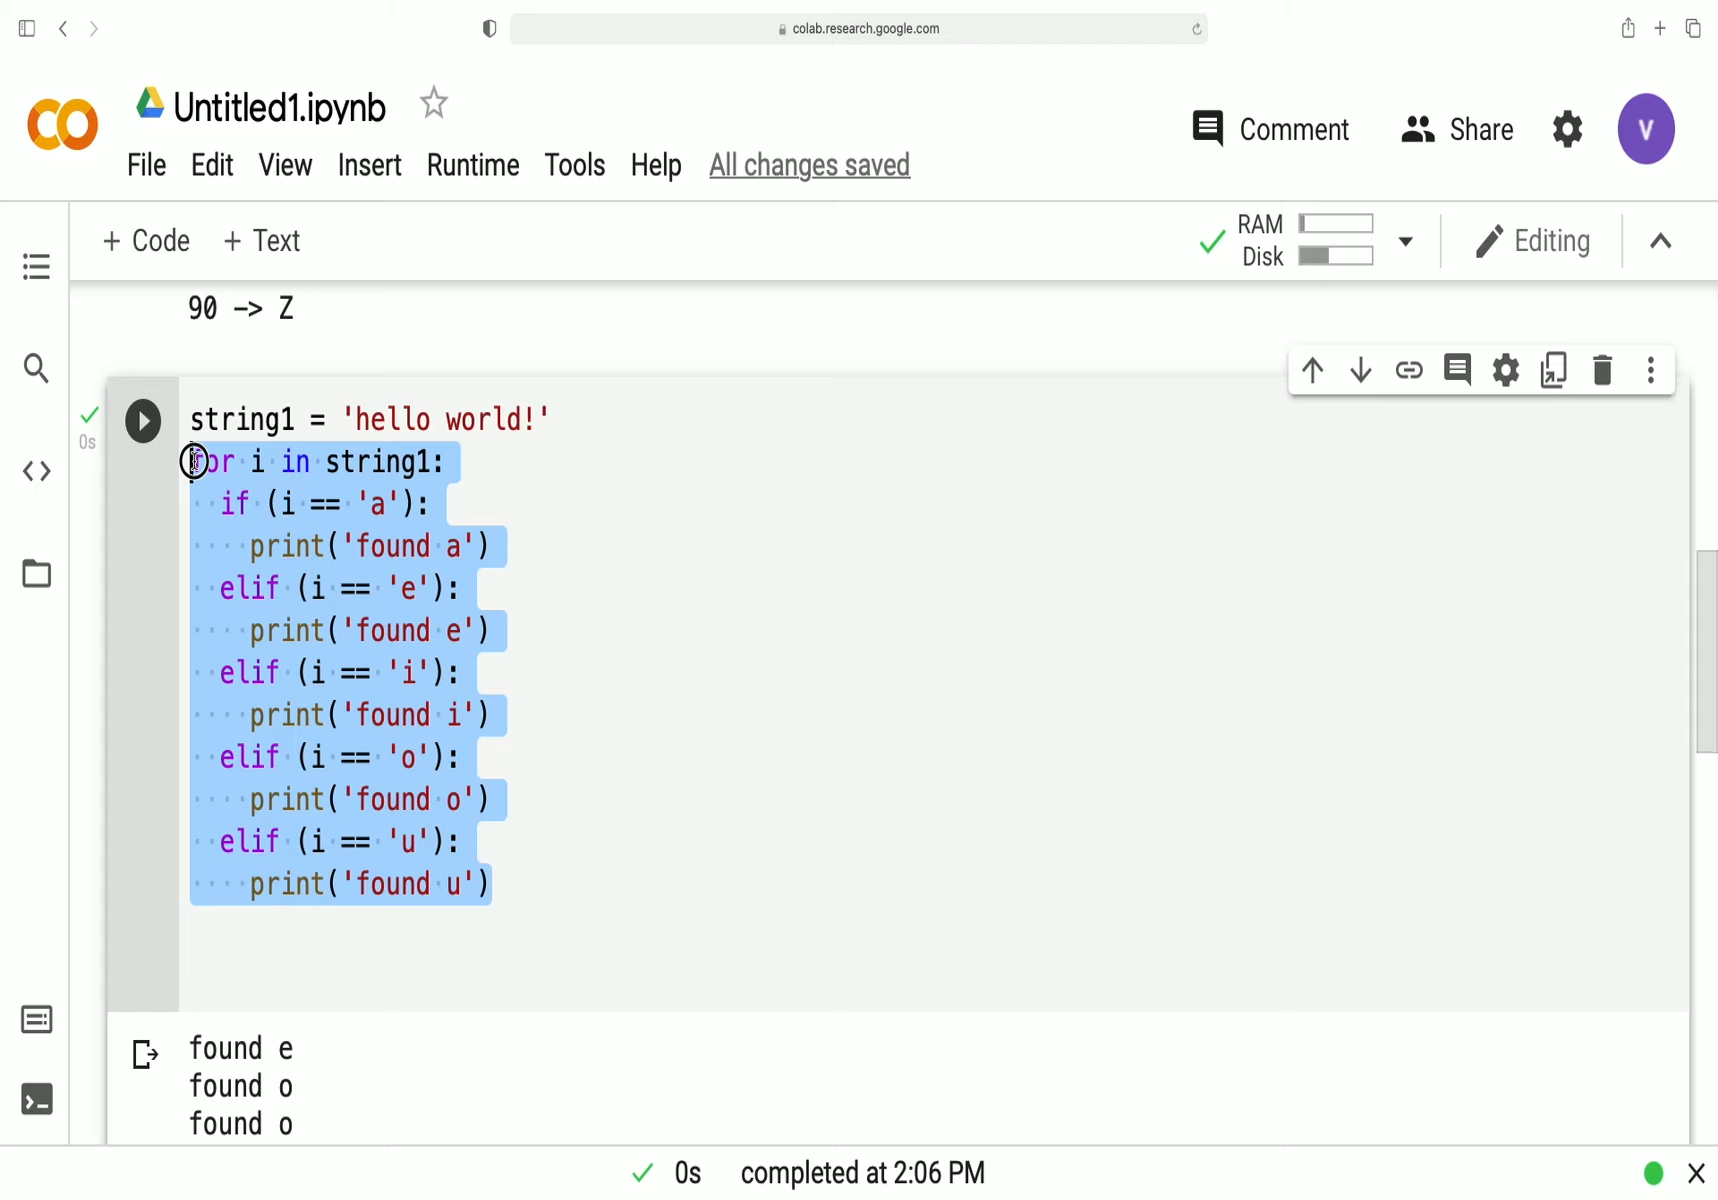 colab.research.google.com
Untitled1.ipynb
Comment
Share
V
File Edit View Insert Runtime Tools Help All changes saved
+ Code + Text
RAM
Disk
Editing
90 -> Z
0s
string1 = 'hello world!'
for i in string1:
  if (i == 'a'):
    print('found a')
  elif (i == 'e'):
    print('found e')
  elif (i == 'i'):
    print('found i')
  elif (i == 'o'):
    print('found o')
  elif (i == 'u'):
    print('found u')
found e
found o
found o
0s completed at 2:06 PM